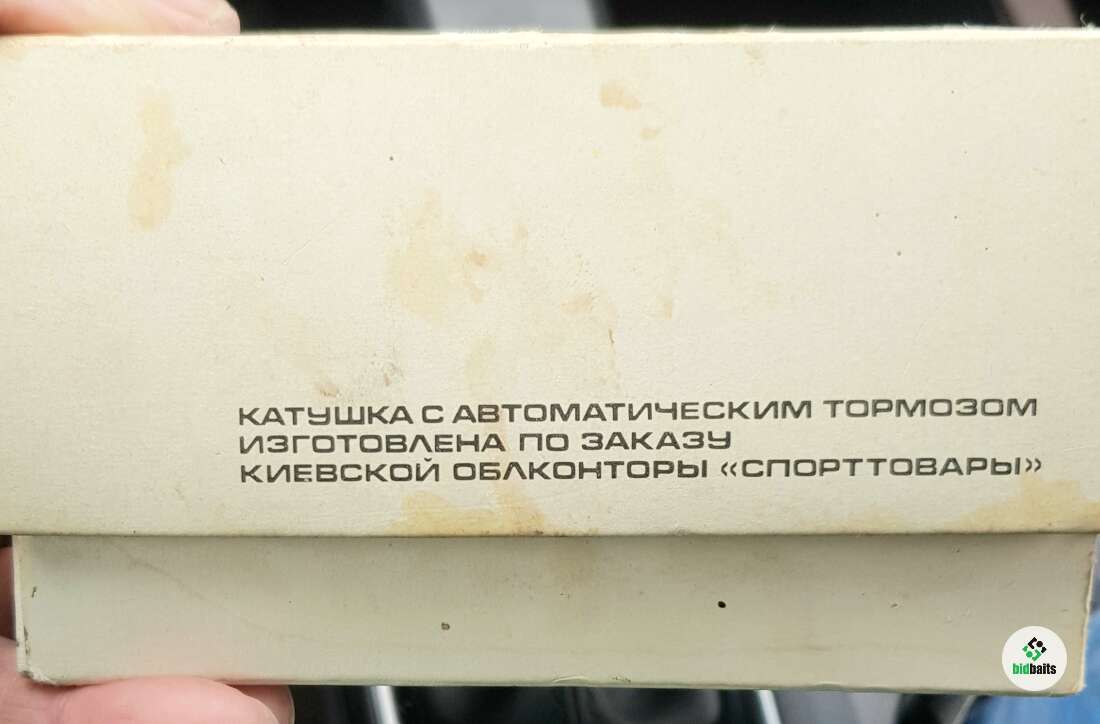 КАТУШКА С АВТОМАТИЧЕСКИМ ТОРМОЗОМ
ИЗГОТОВЛЕНА ПО ЗАКАЗУ
КИЕВСКОЙ ОБЛКОНТОРЫ «СПОРТТОВАРЫ»
bidbaits